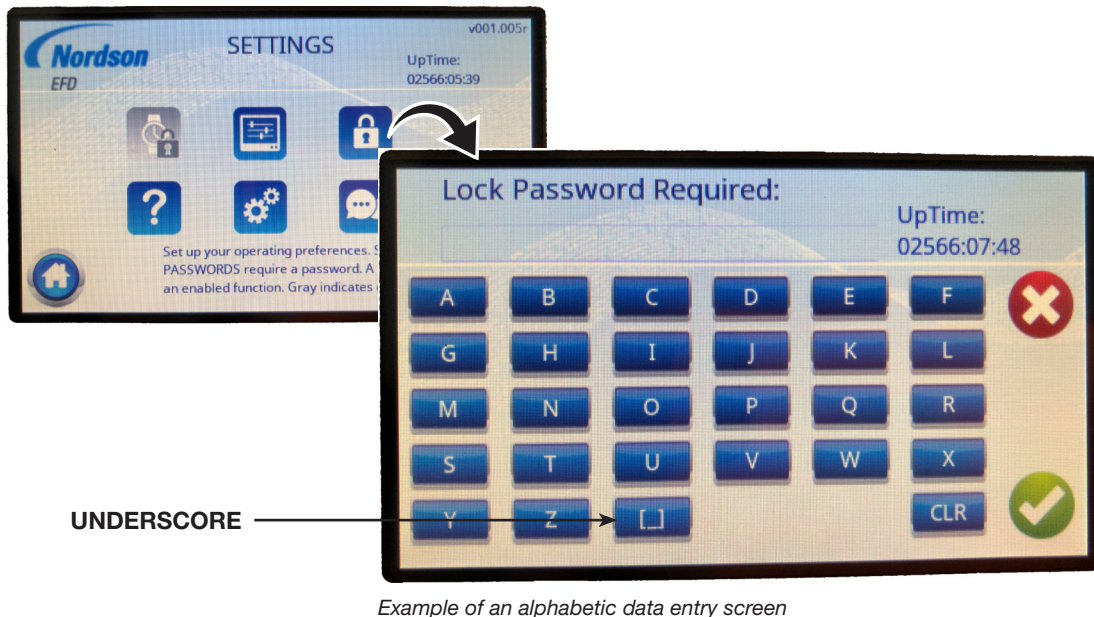 v001.005r
Nordson
EFD
SETTINGS
UpTime:
02566:05:39
?
Set up your operating preferences.
PASSWORDS require a password. A
an enabled function. Gray indicates
Lock Password Required:
UpTime:
02566:07:48
A B C D E F
G H I J K L
M N O P Q R
S T U V W X
UNDERSCORE
Y Z [_] CLR
Example of an alphabetic data entry screen